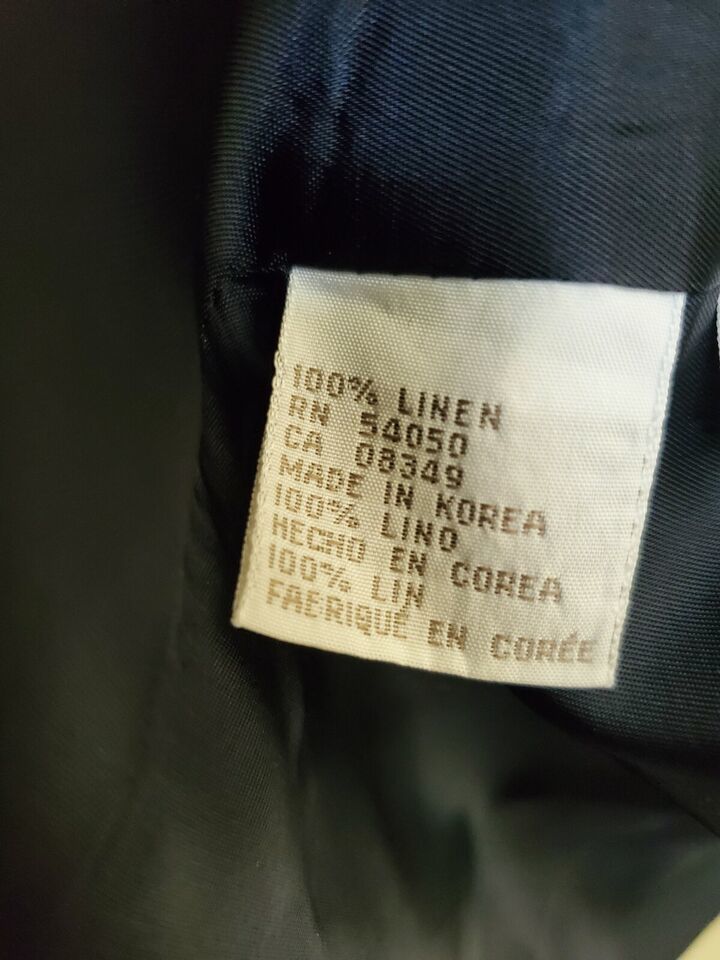 100% LINEN
RN 54050
CA 08349
MADE IN KOREA
100% LINO
HECHO EN COREA
100% LIN
FABRIQUÉ EN CORÉE